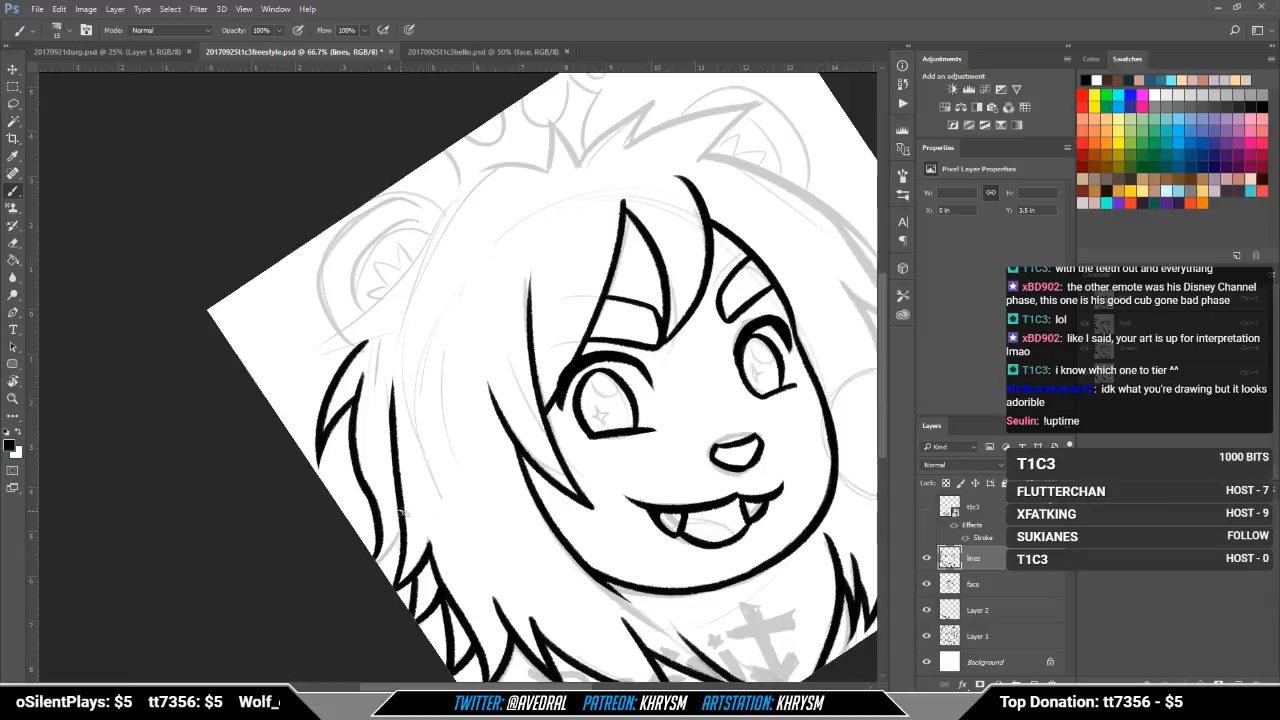 Ps File Edit Image Layer Type Select Filter 3D View Window Help
15 Mode: Normal Opacity: 100% Flow: 100%
20170921durg.psd @ 25% (Layer 1, RGB/8) × 20170925t1c3freestyle.psd @ 66.7% (lines, RGB/8) * × 20170925t1c3hello.psd @ 50% (face, RGB/8) ×
Adjustments
Add an adjustment
Properties
Pixel Layer Properties
W: H:
X: 0 in Y: 3.5 in
Color Swatches
T1C3: with the teeth out and everythang
xBD902: the other emote was his Disney Channel
phase, this one is his good cub gone bad phase
T1C3: lol
xBD902: like I said, your art is up for interpretation
lmao
T1C3: i know which one to tier ^^
idk what you're drawing but it looks
adorible
Seulin: !uptime
Layers
Kind
Normal
Lock:
t1c3
Effects
Stroke
lines
face
Layer 2
Layer 1
Background
T1C3 1000 BITS
FLUTTERCHAN HOST - 7
XFATKING HOST - 9
SUKIANES FOLLOW
T1C3 HOST - 0
oSilentPlays: $5 tt7356: $5 Wolf_
TWITTER: @AVEDRAL PATREON: KHRYSM ARTSTATION: KHRYSM
Top Donation: tt7356 - $5